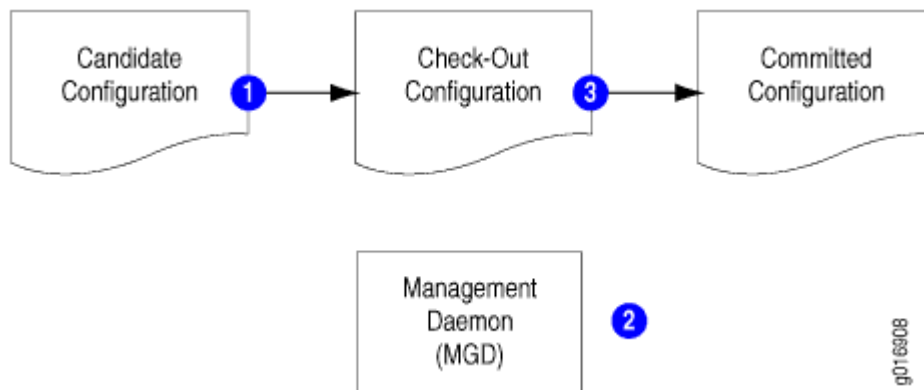 Candidate
Configuration
1
Check-Out
Configuration
3
Committed
Configuration
Management
Daemon
(MGD)
2
g016908